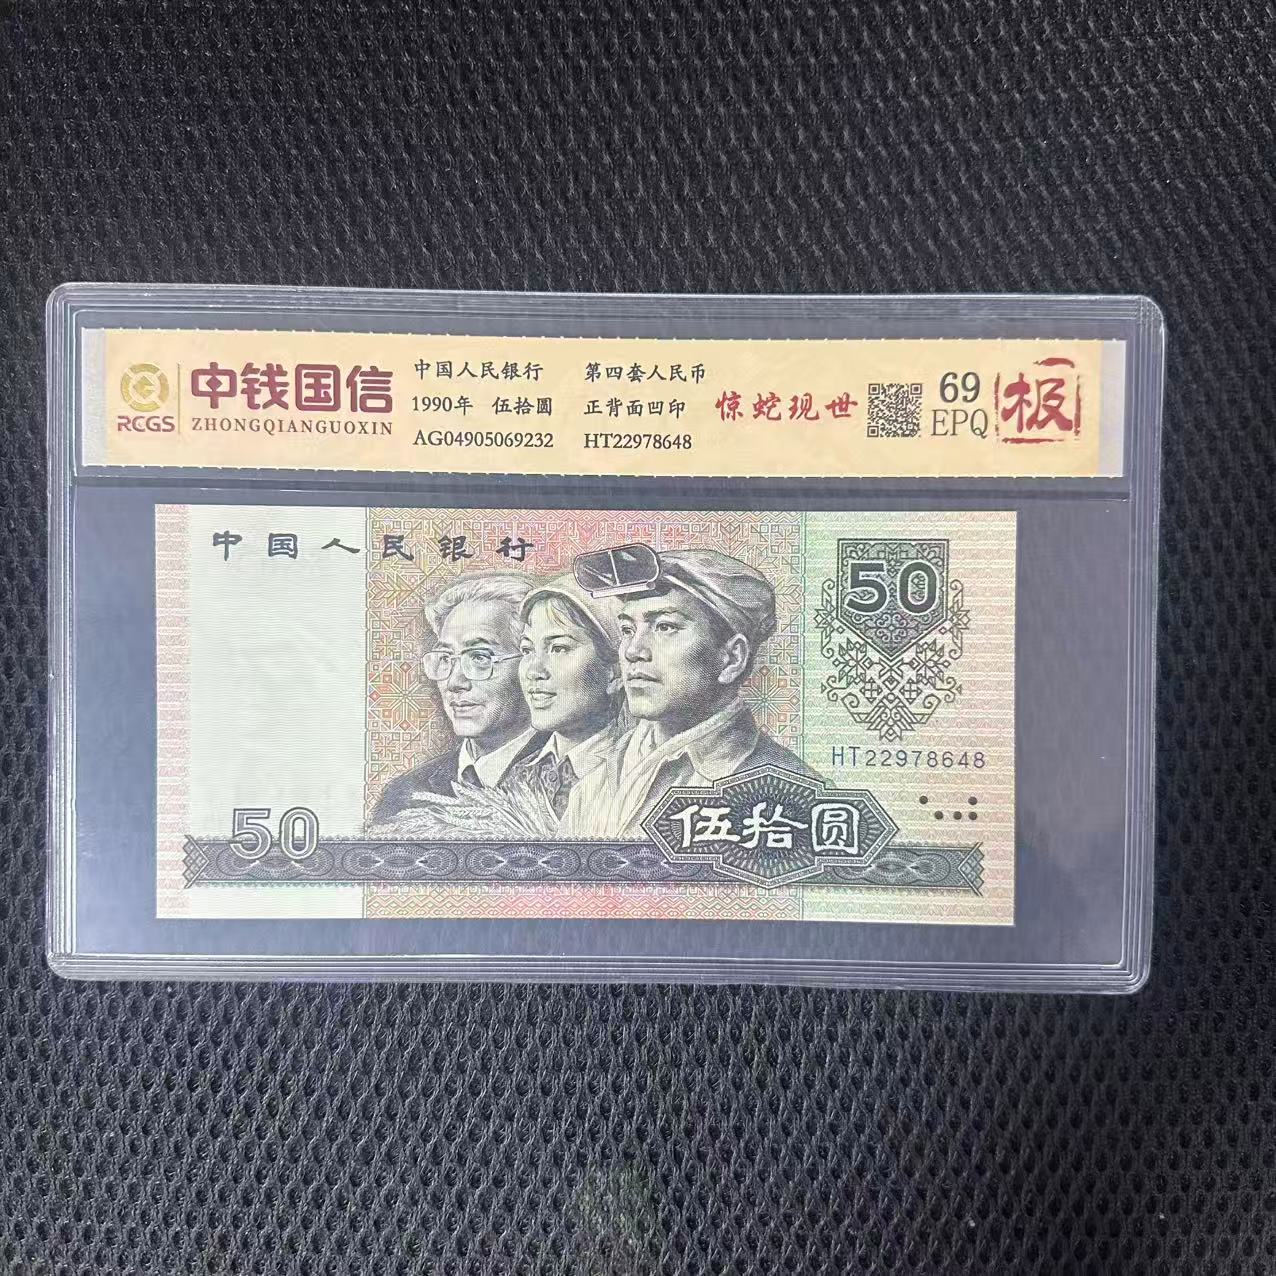 中钱国信
RCGS ZHONGQIANGUOXIN
中国人民银行 第四套人民币
1990年 伍拾圆 正背面凹印
AG04905069232 HT22978648
惊蛇现世
69
EPQ
极
中国人民银行
50
HT22978648
50
伍拾圆